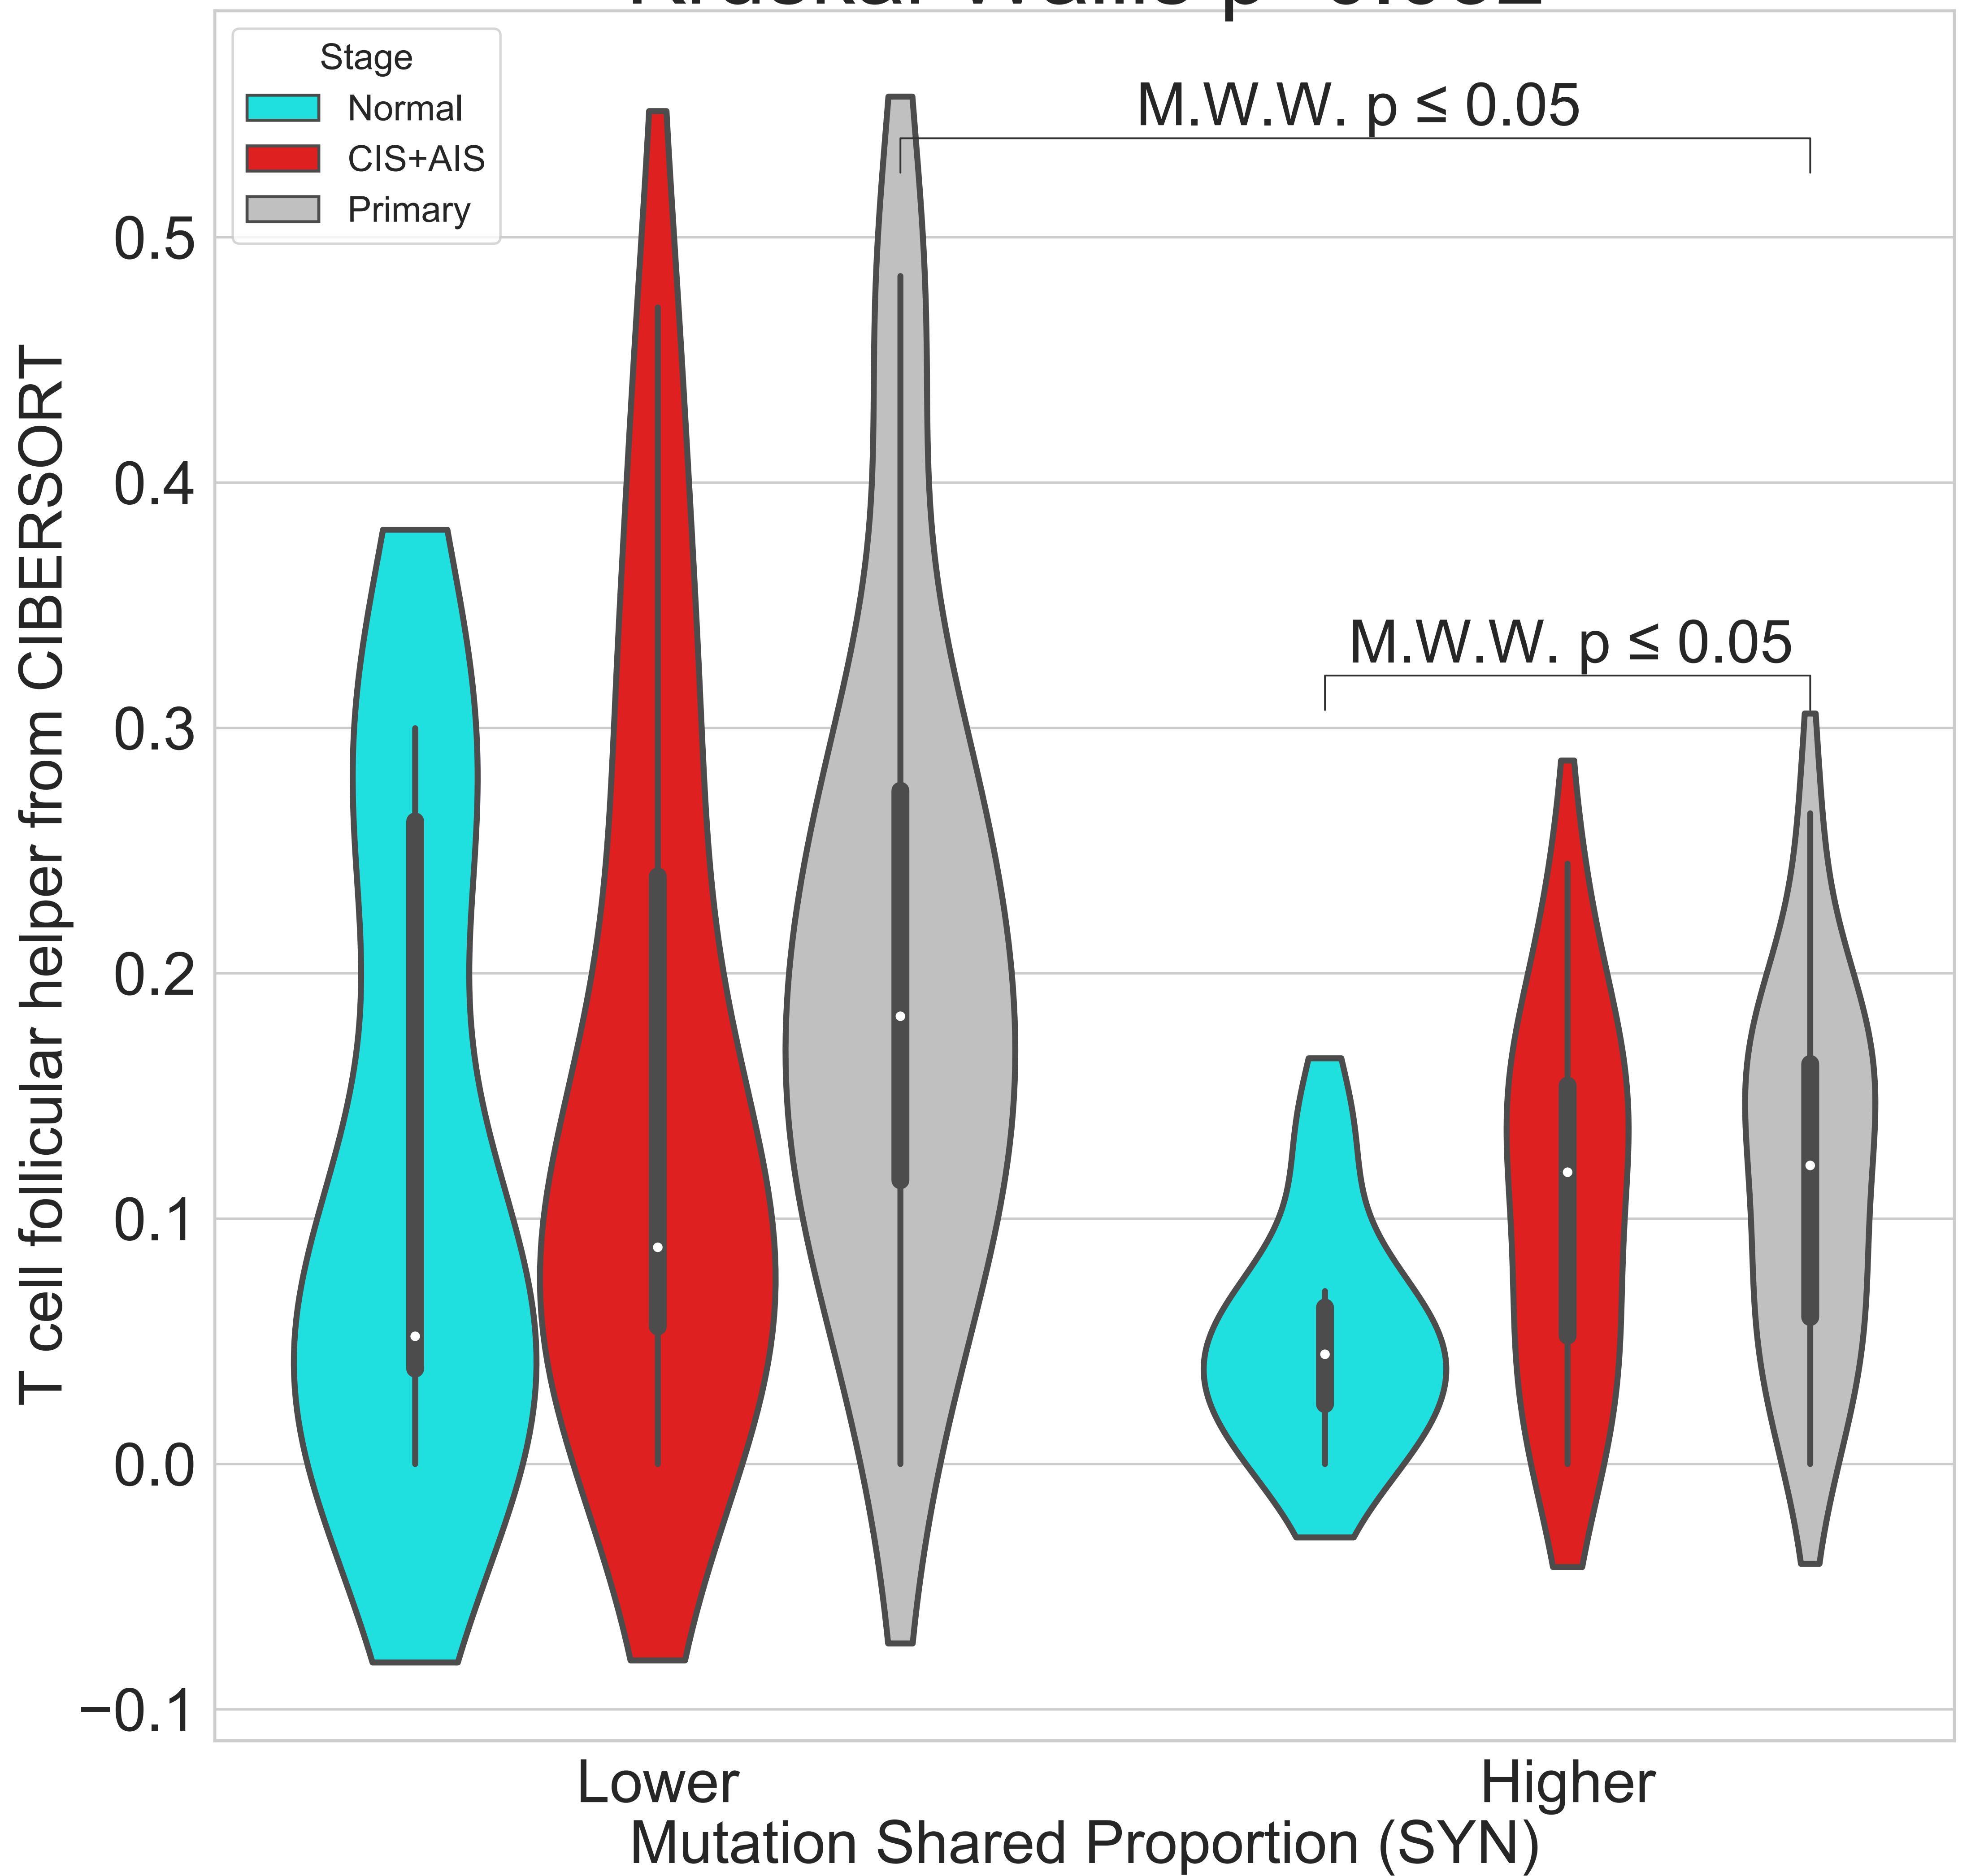 Stage
Normal
CIS+AIS
Primary
M.W.W. p ≤ 0.05
M.W.W. p ≤ 0.05
T cell follicular helper from CIBERSORT
0.5
0.4
0.3
0.2
0.1
0.0
−0.1
Lower
Higher
Mutation Shared Proportion (SYN)